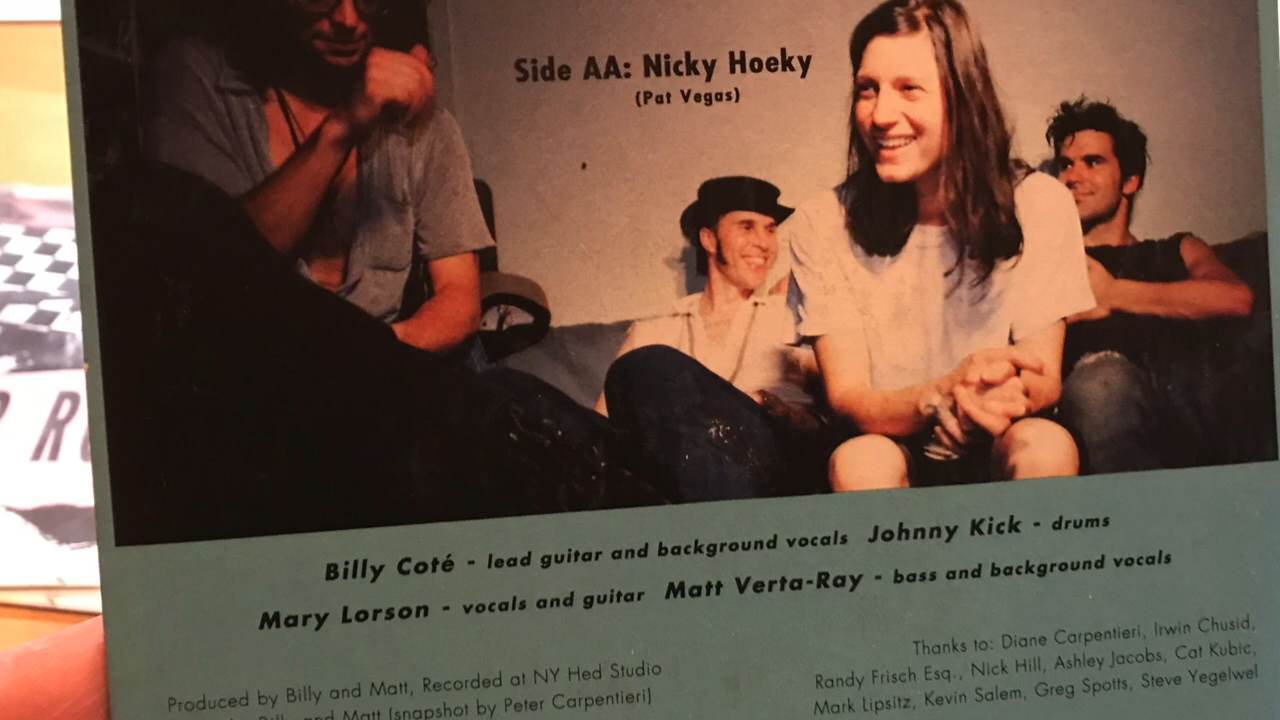 Side AA: Nicky Hoeky
(Pat Vegas)
Billy Coté - lead guitar and background vocals Johnny Kick - drums
Mary Lorson - vocals and guitar Matt Verta-Ray - bass and background vocals
Produced by Billy and Matt, Recorded at NY Hed Studio
Billy and Matt (snapshot by Peter Carpentieri)
Thanks to: Diane Carpentieri, Irwin Chusid,
Randy Frisch Esq., Nick Hill, Ashley Jacobs, Cat Kubic,
Mark Lipsitz, Kevin Salem, Greg Spotts, Steve Yegelwel